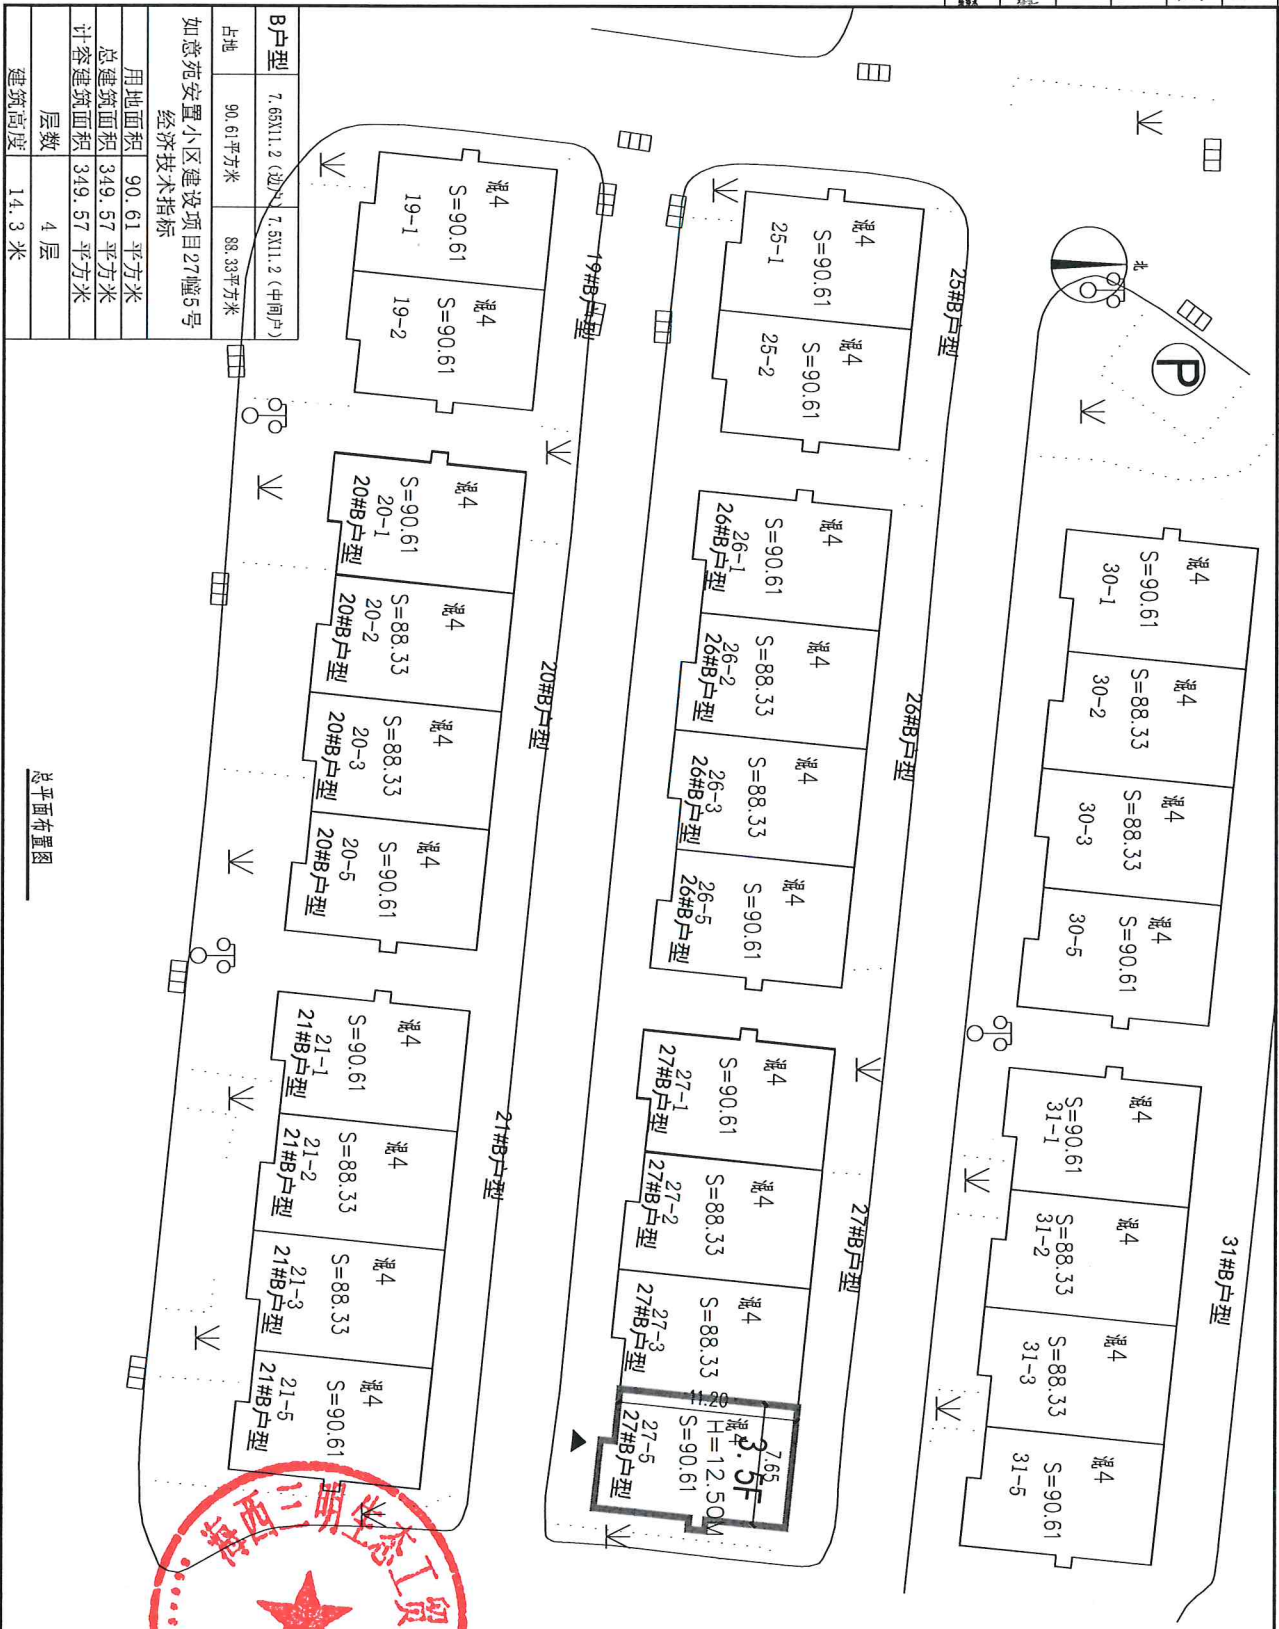 B户型 7.65X11.2(边户) 7.5X11.2(中间户)
占地 90.61平方米 88.33平方米
如意苑安置小区建设项目27幢5号
经济技术指标
用地面积 90.61 平方米
总建筑面积 349.57 平方米
计容建筑面积 349.57 平方米
层数 4 层
建筑高度 14.3 米
总平面布置图
北
P
19#B户型
混4
S=90.61
19-1
混4
S=90.61
19-2
20#B户型
混4
S=90.61
20-1
20#B户型
混4
S=88.33
20-2
20#B户型
混4
S=88.33
20-3
20#B户型
混4
S=90.61
20-5
20#B户型
21#B户型
混4
S=90.61
21-1
21#B户型
混4
S=88.33
21-2
21#B户型
混4
S=88.33
21-3
21#B户型
混4
S=90.61
21-5
21#B户型
25#B户型
混4
S=90.61
25-1
混4
S=90.61
25-2
26#B户型
混4
S=90.61
26-1
26#B户型
混4
S=88.33
26-2
26#B户型
混4
S=88.33
26-3
26#B户型
混4
S=90.61
26-5
26#B户型
27#B户型
混4
S=90.61
27-1
27#B户型
混4
S=88.33
27-2
27#B户型
混4
S=88.33
27-3
27#B户型
11.20
7.65
3.5F
混4
H=12.50M
S=90.61
27-5
27#B户型
混4
S=90.61
30-1
混4
S=88.33
30-2
混4
S=88.33
30-3
混4
S=90.61
30-5
31#B户型
混4
S=90.61
31-1
混4
S=88.33
31-2
混4
S=88.33
31-3
混4
S=90.61
31-5
海西三明生态工贸